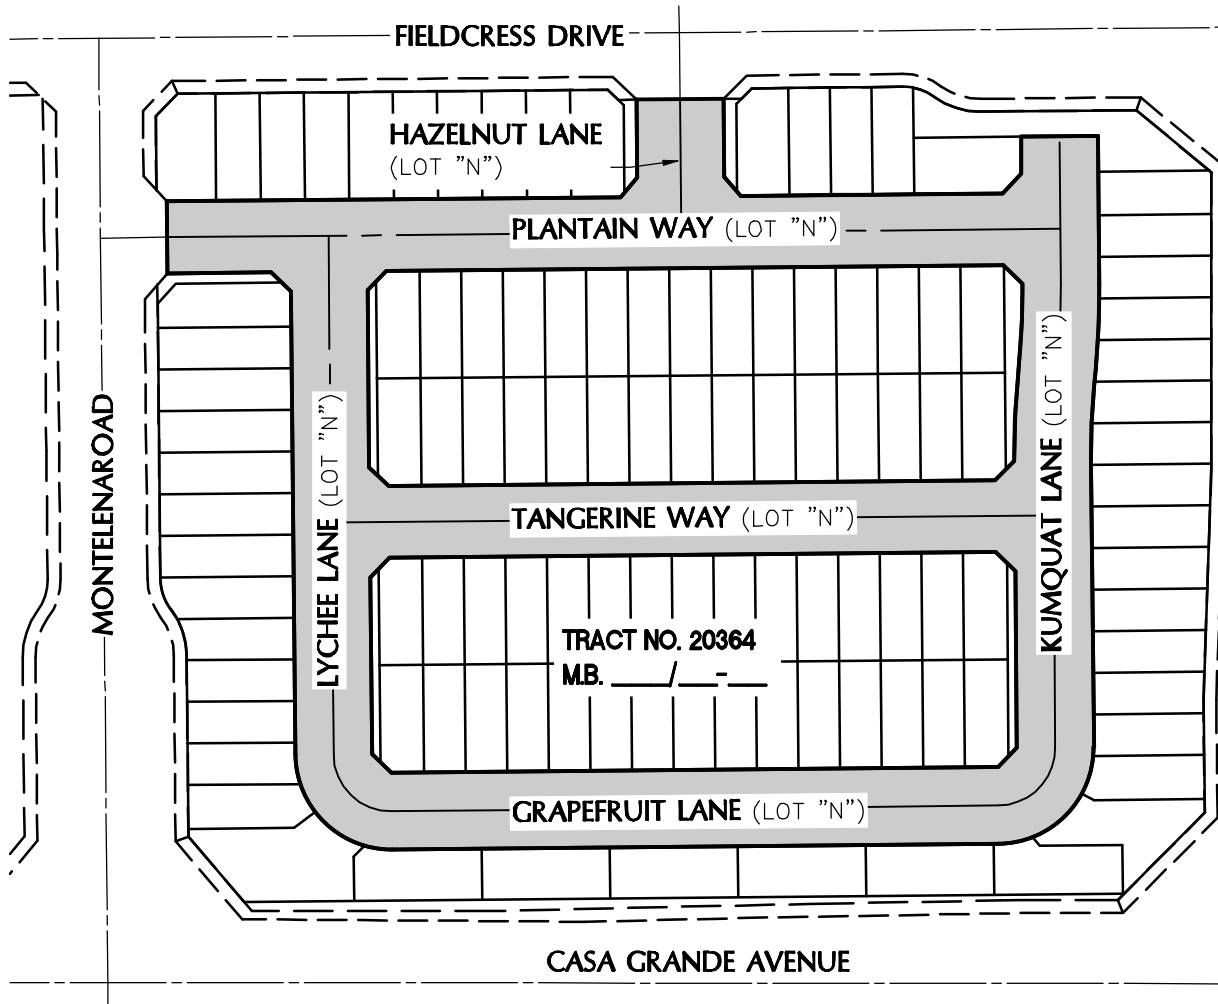 FIELDCRESS DRIVE
HAZELNUT LANE
(LOT "N")
PLANTAIN WAY (LOT "N")
MONTELENAROAD
LYCHEE LANE (LOT "N")
KUMQUAT LANE (LOT "N")
TANGERINE WAY (LOT "N")
TRACT NO. 20364
M.B. ____/___-___
GRAPEFRUIT LANE (LOT "N")
CASA GRANDE AVENUE